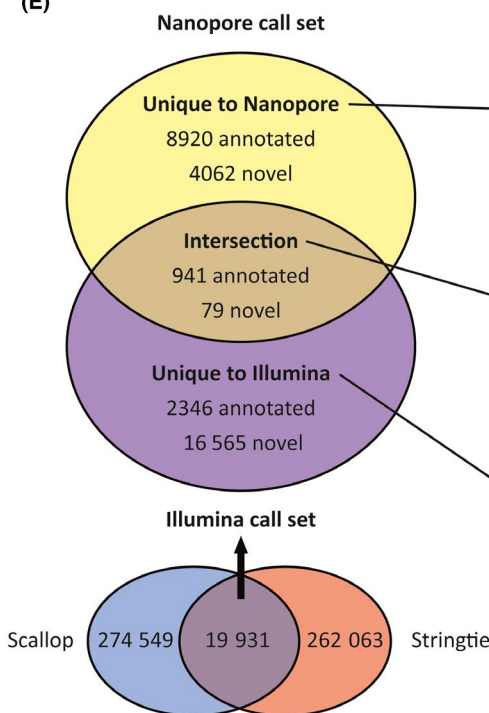 (E)
Nanopore call set
Unique to Nanopore
8920 annotated
4062 novel
Intersection
941 annotated
79 novel
Unique to Illumina
2346 annotated
16 565 novel
Illumina call set
Scallop 274 549 19 931 262 063 Stringtie